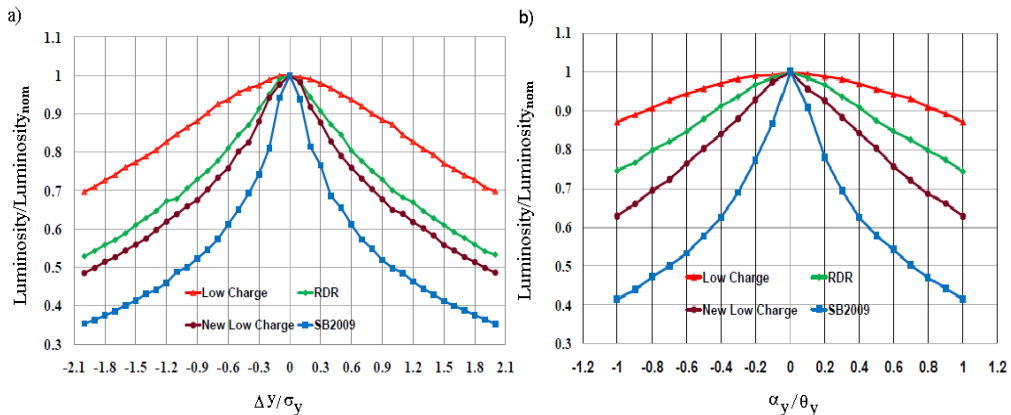 a)
Luminosity/Luminosity_nom
1.1
1
0.9
0.8
0.7
0.6
0.5
0.4
0.3
Low Charge
RDR
New Low Charge
SB2009
-2.1 -1.8 -1.5 -1.2 -0.9 -0.6 -0.3 0 0.3 0.6 0.9 1.2 1.5 1.8 2.1
Δy/σy
b)
Luminosity/Luminosity_nom
1.1
1
0.9
0.8
0.7
0.6
0.5
0.4
0.3
Low Charge
RDR
New Low Charge
SB2009
-1.2 -1 -0.8 -0.6 -0.4 -0.2 0 0.2 0.4 0.6 0.8 1 1.2
αy/θy